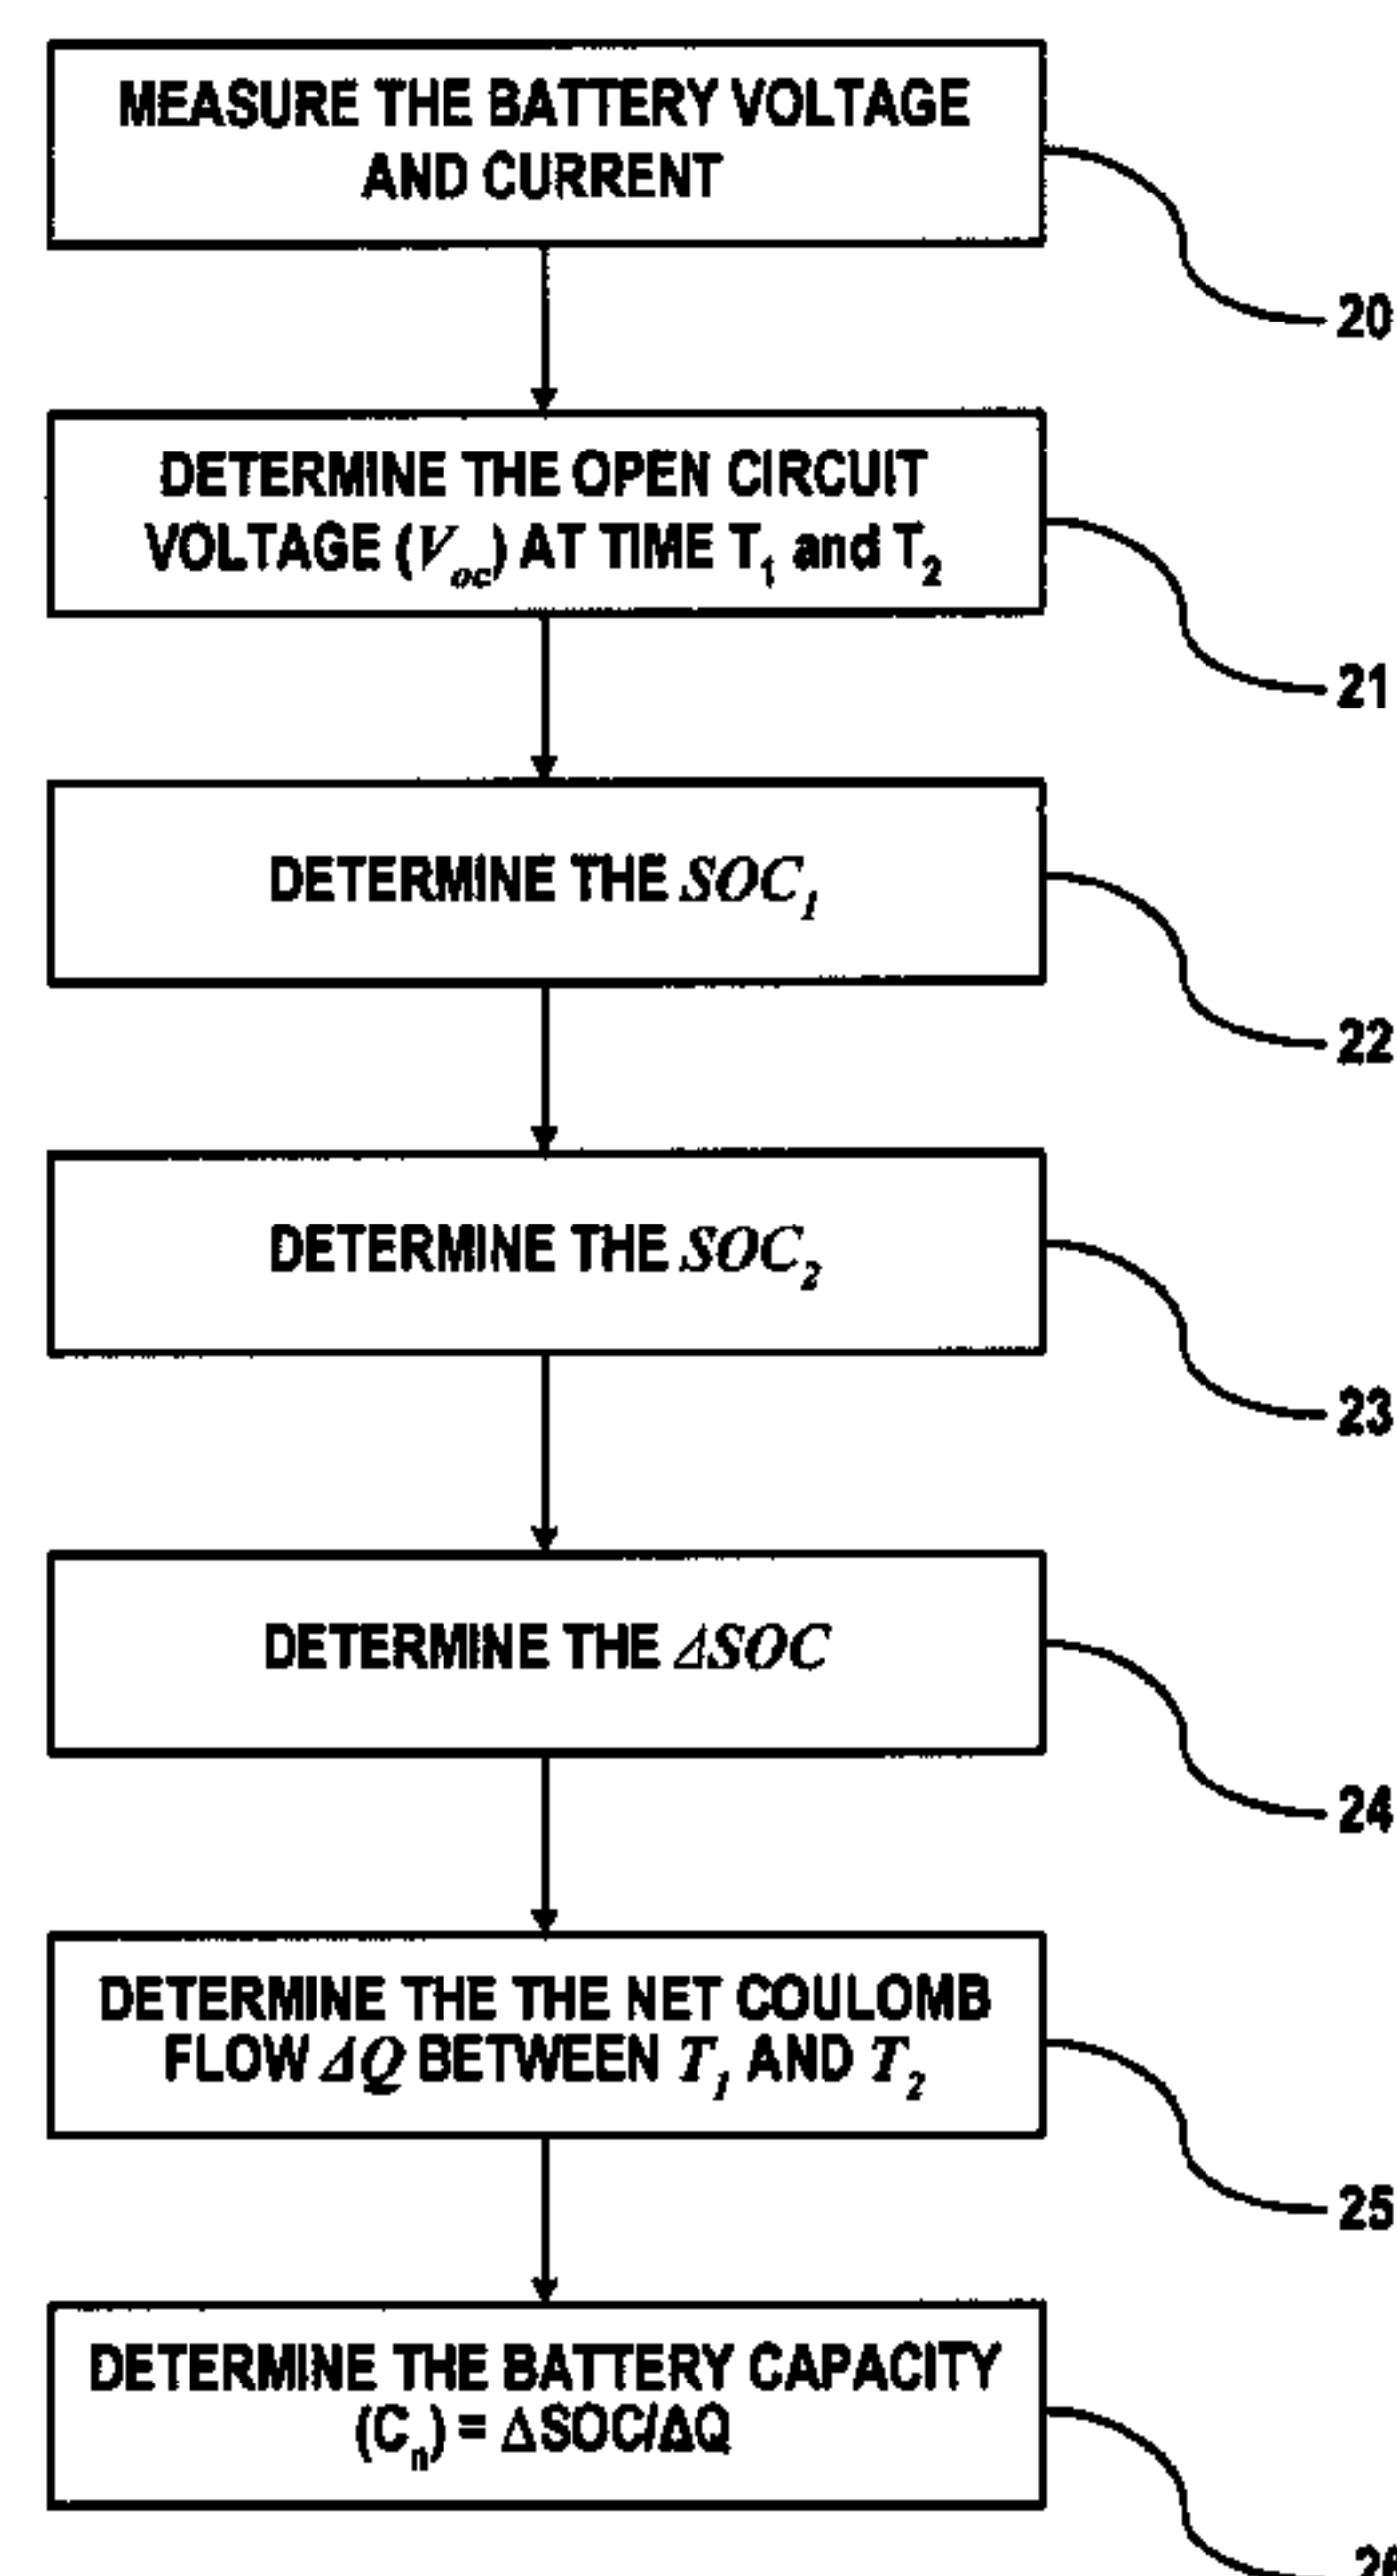 MEASURE THE BATTERY VOLTAGE
AND CURRENT
20
DETERMINE THE OPEN CIRCUIT
VOLTAGE (Voc) AT TIME T1 and T2
21
DETERMINE THE SOC1
22
DETERMINE THE SOC2
23
DETERMINE THE ΔSOC
24
DETERMINE THE THE NET COULOMB
FLOW ΔQ BETWEEN T1 AND T2
25
DETERMINE THE BATTERY CAPACITY
(Cn) = ΔSOC/ΔQ